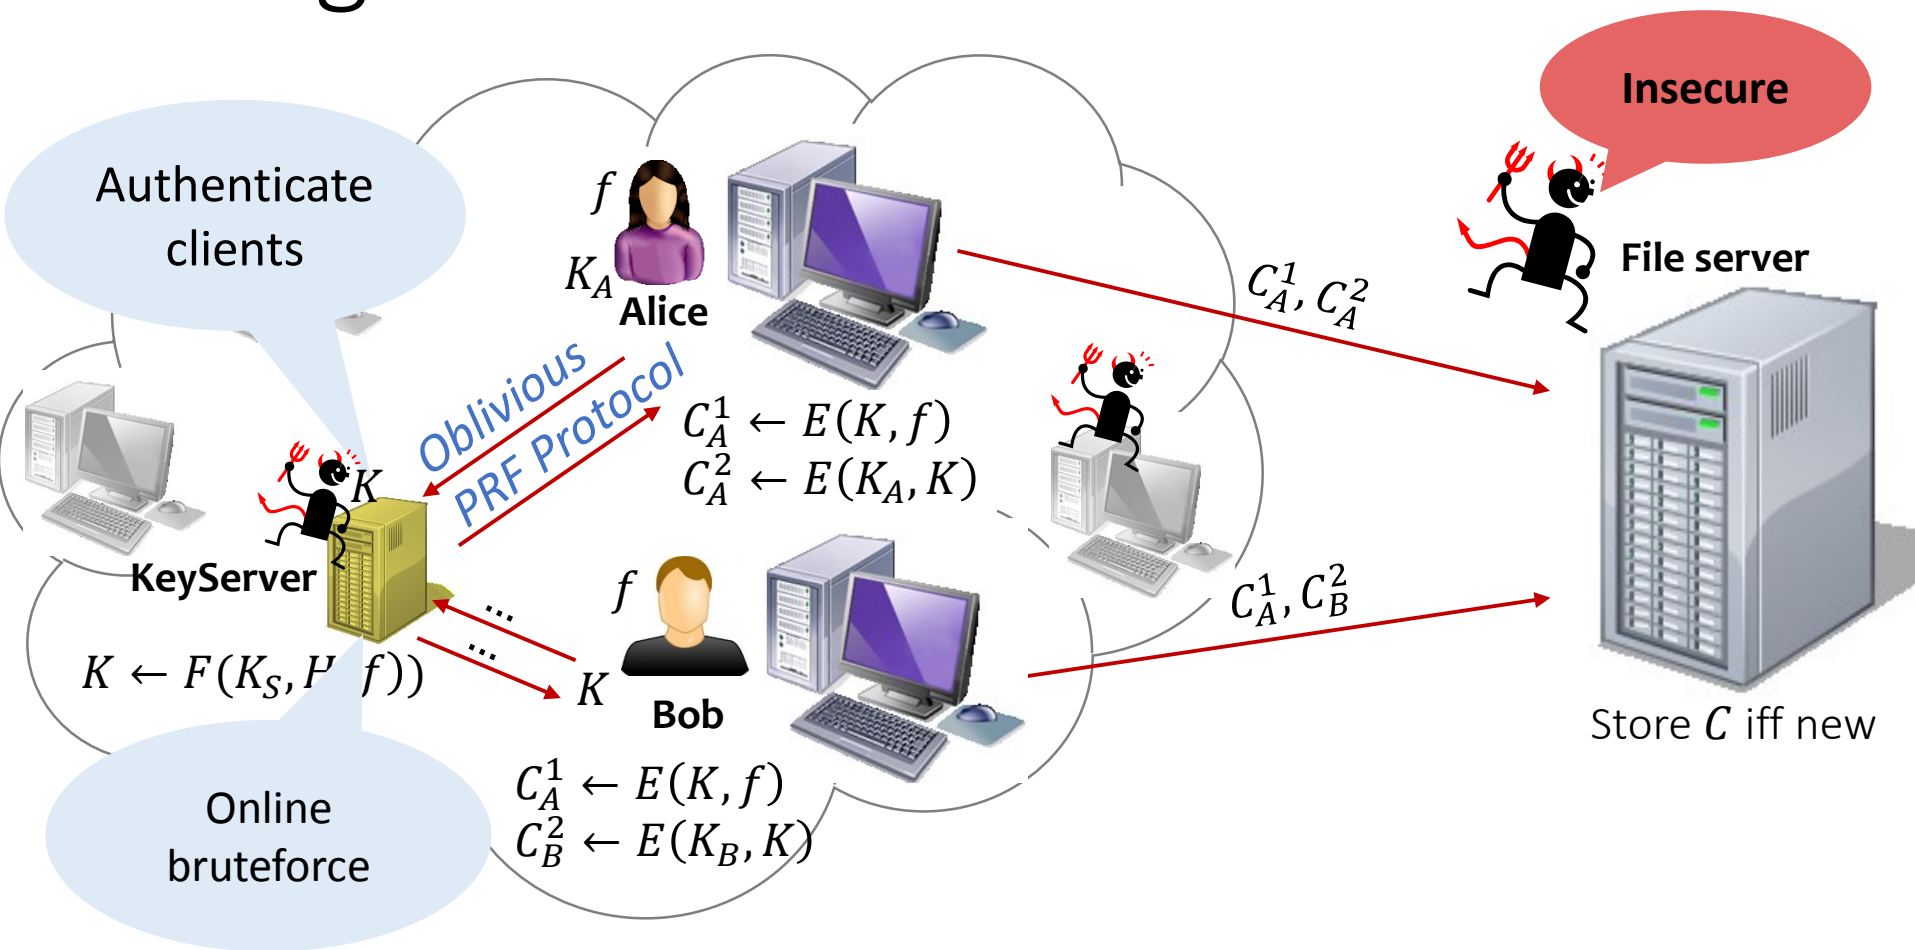 Insecure
Authenticate
clients
f
K_A
Alice
File server
C_A^1, C_A^2
Oblivious
PRF Protocol
C_A^1 ← E(K, f)
C_A^2 ← E(K_A, K)
K
KeyServer
f
...
...
C_A^1, C_B^2
K ← F(K_S, H f))
K
Bob
Store C iff new
C_A^1 ← E(K, f)
C_B^2 ← E(K_B, K)
Online
bruteforce